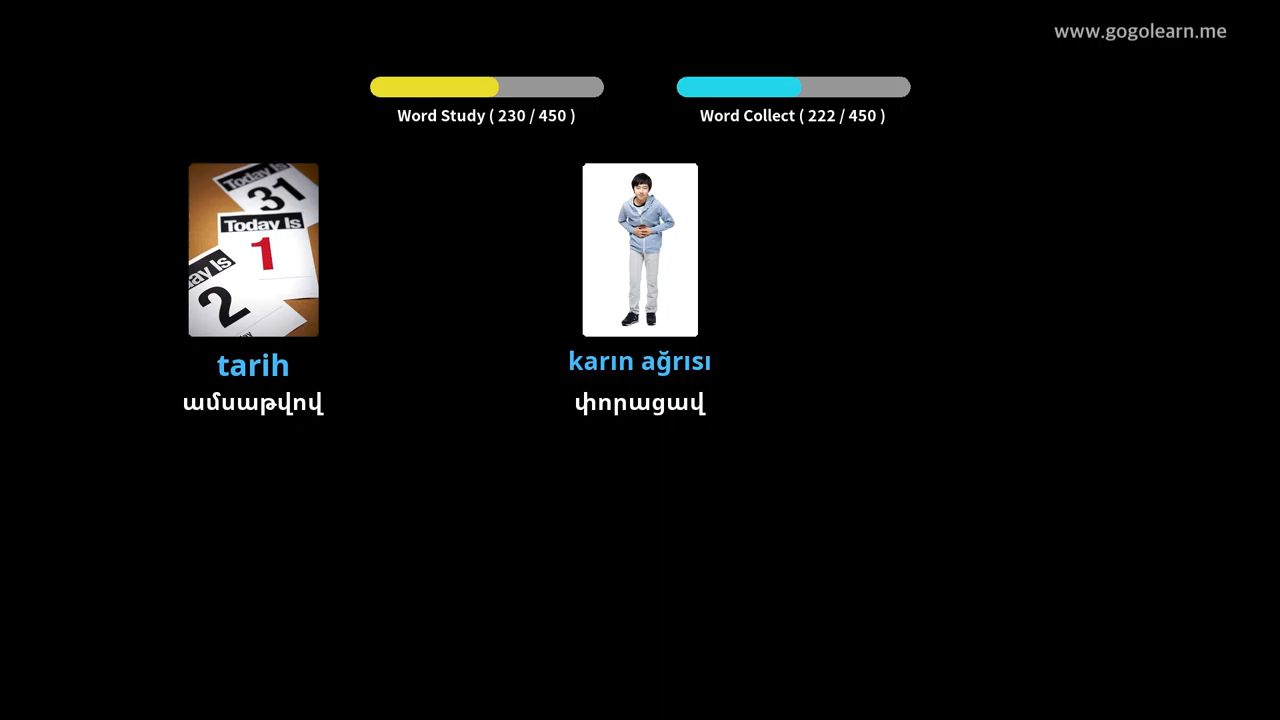 www.gogolearn.me
Word Study ( 230 / 450 )
Word Collect ( 222 / 450 )
Today Is
31
Today Is
1
ay Is
2
tarih
ամսաթվով
karın ağrısı
փորացավ